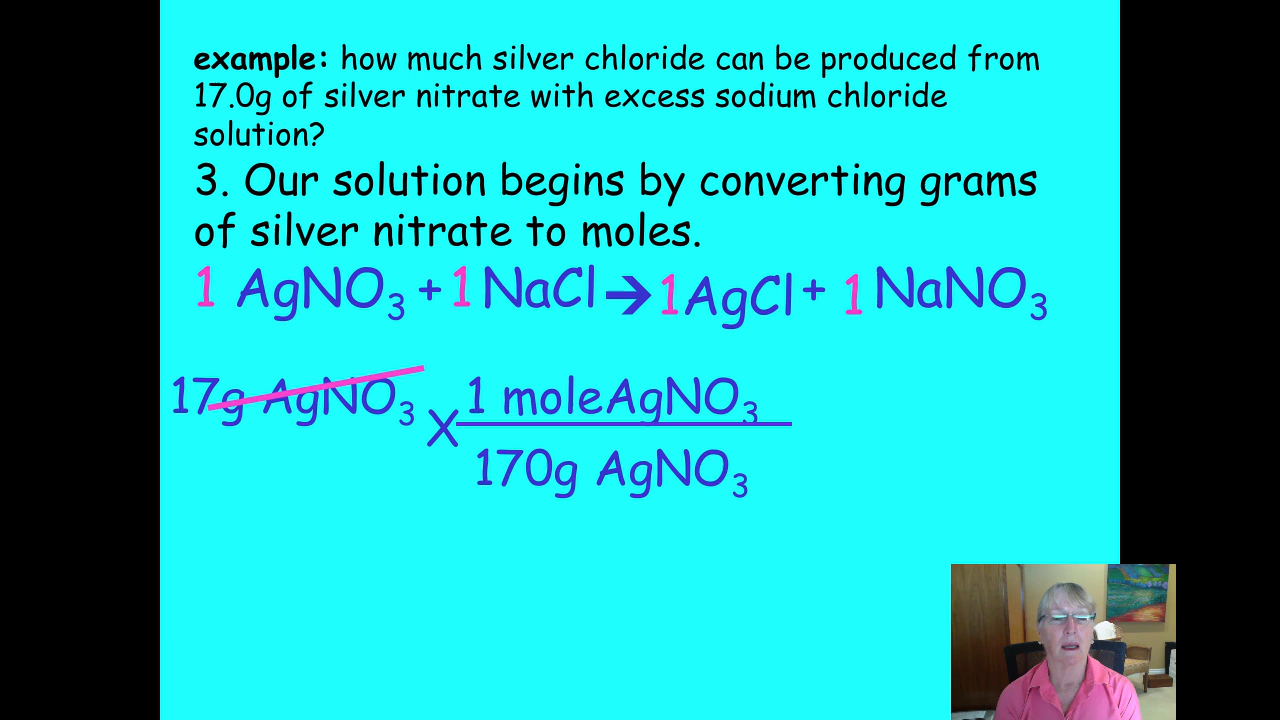 example: how much silver chloride can be produced from
17.0g of silver nitrate with excess sodium chloride
solution?
3. Our solution begins by converting grams
of silver nitrate to moles.
1 AgNO₃ + 1 NaCl ➔ 1 AgCl + 1 NaNO₃
17g AgNO₃ X 1 moleAgNO₃
170g AgNO₃